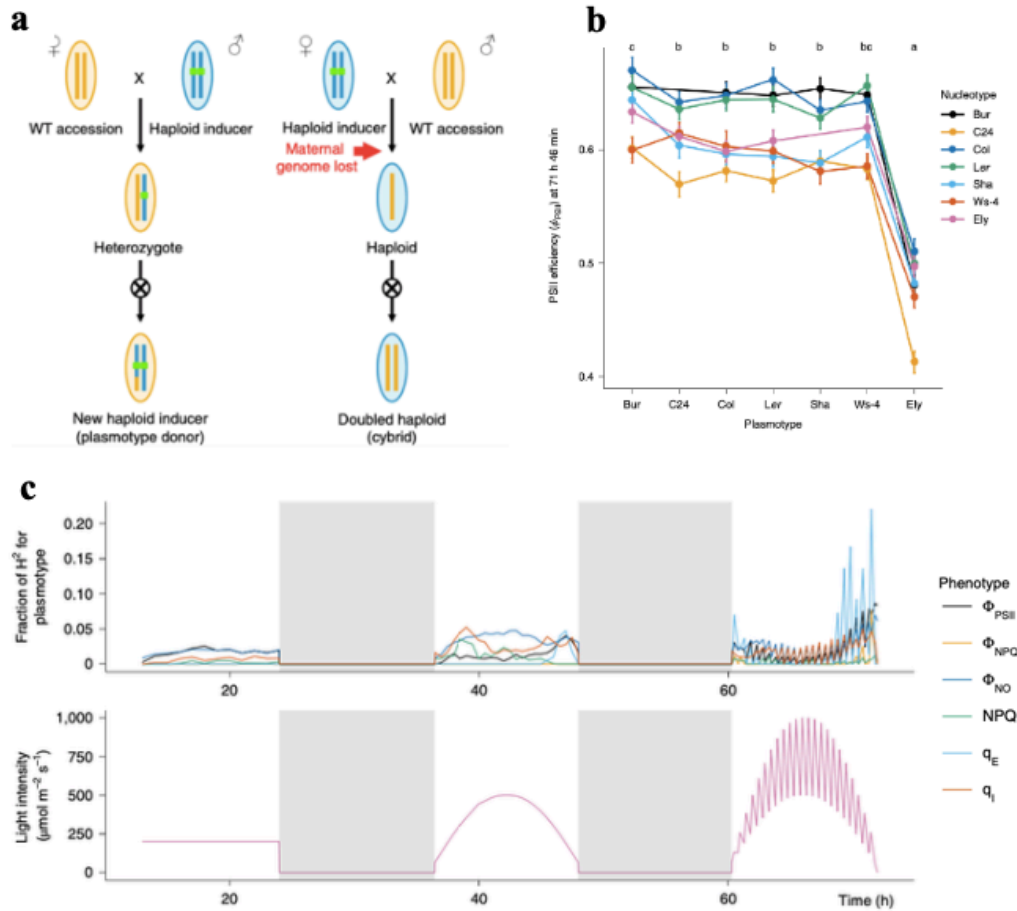 a
⚥ ♂ ♀ ♂
x x
WT accession Haploid inducer Haploid inducer WT accession
Maternal
genome lost
Heterozygote Haploid
New haploid inducer Doubled haploid
(plasmotype donor) (cybrid)
b
c b b b b bc a
PSII efficiency (ϕPSII) at 71 h 46 min
0.6
0.5
0.4
Bur C24 Col Ler Sha Ws-4 Ely
Plasmotype
Nucleotype
Bur
C24
Col
Ler
Sha
Ws-4
Ely
c
Fraction of H² for
plasmotype
0.20
0.15
0.10
0.05
0
20 40 60
Phenotype
ΦPSII
ΦNPQ
ΦNO
NPQ
qE
qI
Light intensity
(μmol m⁻² s⁻¹)
1,000
750
500
250
0
20 40 60 Time (h)